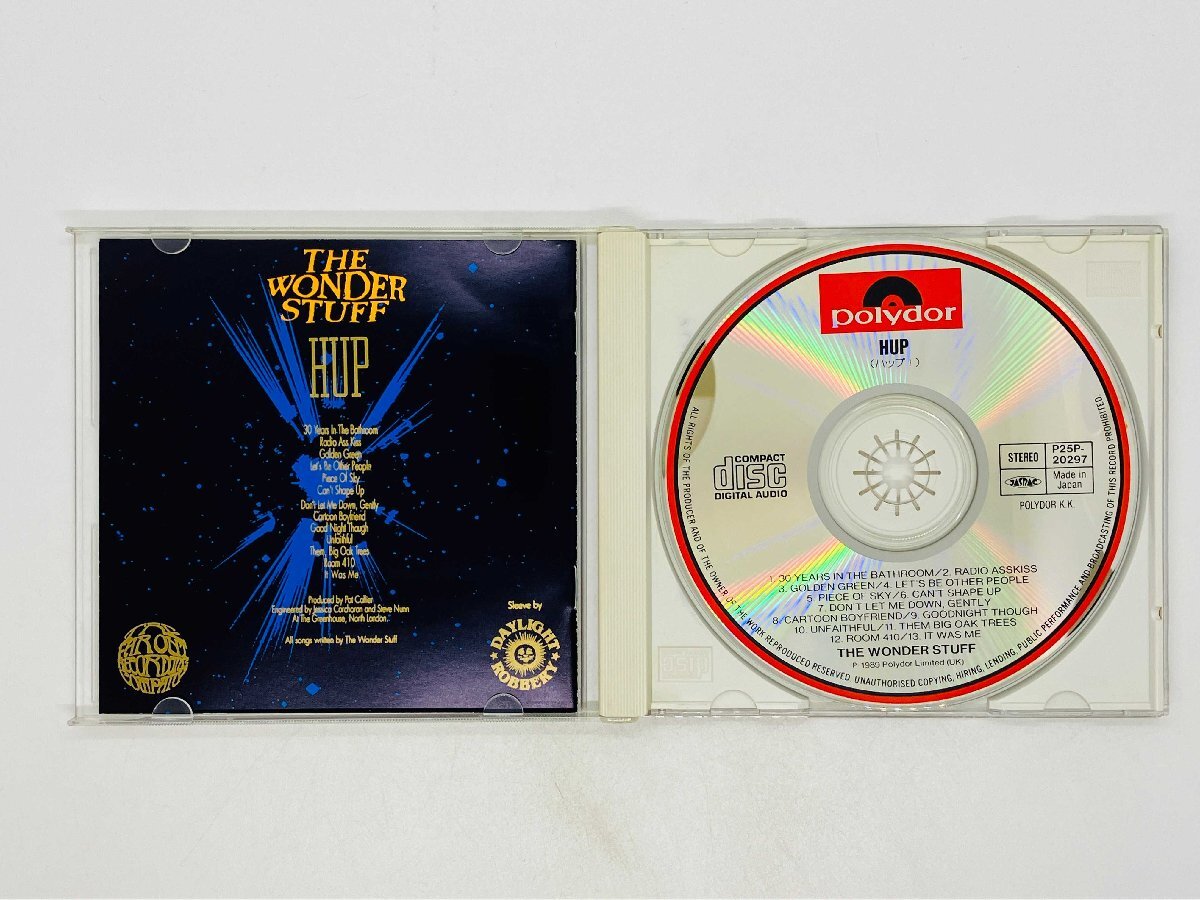 THE
WONDER
STUFF
HUP
30 Years In The Bathroom
Radio Ass Kiss
Golden Green
Let's Be Other People
Piece Of Sky
Can't Shape Up
Don't Let Me Down, Gently
Cartoon Boyfriend
Good Night Though
Unfaithful
Them, Big Oak Trees
Room 410
It Was Me
Produced by Pat Collier
Engineered by Jessica Corcharan and Steve Nunn
At The Greenhouse, North London.
All songs written by The Wonder Stuff
Sleeve by
DAYLIGHT
ROBBERY
polydor
HUP
(ハップ!)
COMPACT
disc
DIGITAL AUDIO
STEREO
P25P-
20297
JASRAC
Made in
Japan
POLYDOR K.K.
1. 30 YEARS IN THE BATHROOM/2. RADIO ASSKISS
3. GOLDEN GREEN/4. LET'S BE OTHER PEOPLE
5. PIECE OF SKY/6. CAN'T SHAPE UP
7. DON'T LET ME DOWN, GENTLY
8. CARTOON BOYFRIEND/9. GOODNIGHT THOUGH
10. UNFAITHFUL/11. THEM BIG OAK TREES
12. ROOM 410/13. IT WAS ME
THE WONDER STUFF
℗ 1989 Polydor Limited (UK)
ALL RIGHTS OF THE PRODUCER AND OF THE OWNER OF THE WORK REPRODUCED RESERVED. UNAUTHORISED COPYING, HIRING, LENDING, PUBLIC PERFORMANCE AND BROADCASTING OF THIS RECORD PROHIBITED.